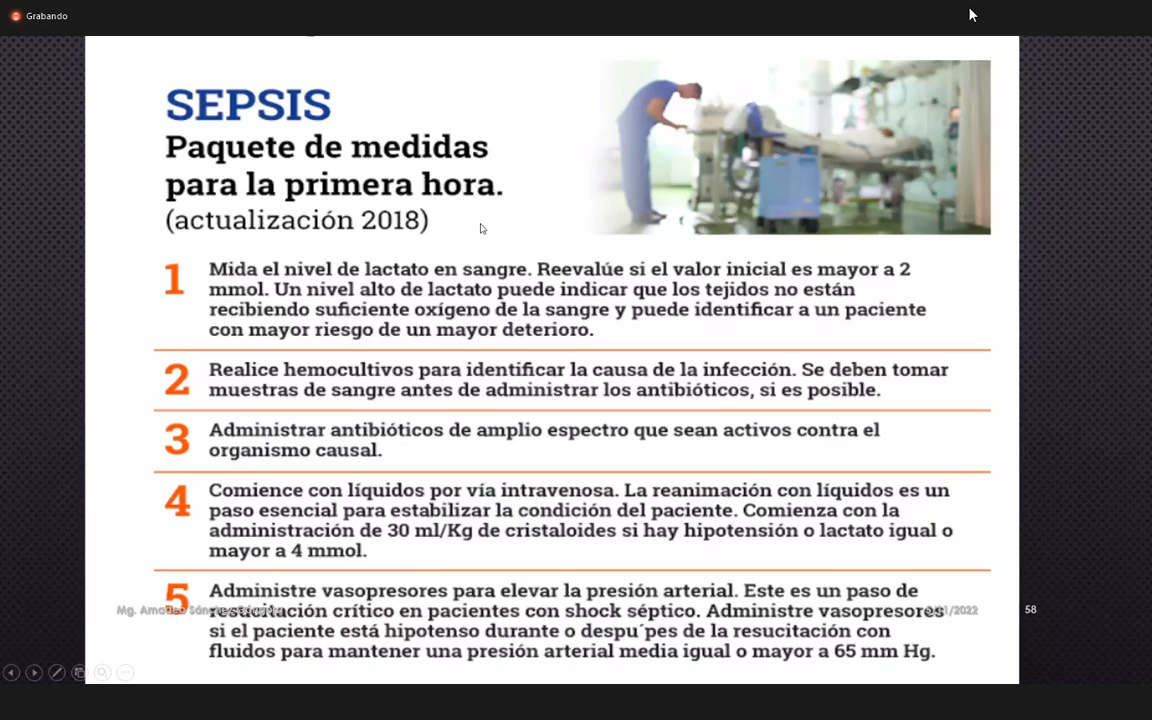 Grabando
SEPSIS
Paquete de medidas
para la primera hora.
(actualización 2018)
1
Mida el nivel de lactato en sangre. Reevalúe si el valor inicial es mayor a 2
mmol. Un nivel alto de lactato puede indicar que los tejidos no están
recibiendo suficiente oxígeno de la sangre y puede identificar a un paciente
con mayor riesgo de un mayor deterioro.
2
Realice hemocultivos para identificar la causa de la infección. Se deben tomar
muestras de sangre antes de administrar los antibióticos, si es posible.
3
Administrar antibióticos de amplio espectro que sean activos contra el
organismo causal.
4
Comience con líquidos por vía intravenosa. La reanimación con líquidos es un
paso esencial para estabilizar la condición del paciente. Comienza con la
administración de 30 ml/Kg de cristaloides si hay hipotensión o lactato igual o
mayor a 4 mmol.
5
Administre vasopresores para elevar la presión arterial. Este es un paso de
resucitación crítico en pacientes con shock séptico. Administre vasopresores
si el paciente está hipotenso durante o despu´pes de la resucitación con
fluidos para mantener una presión arterial media igual o mayor a 65 mm Hg.
Mg. Amadeo Sánchez
/2022
58